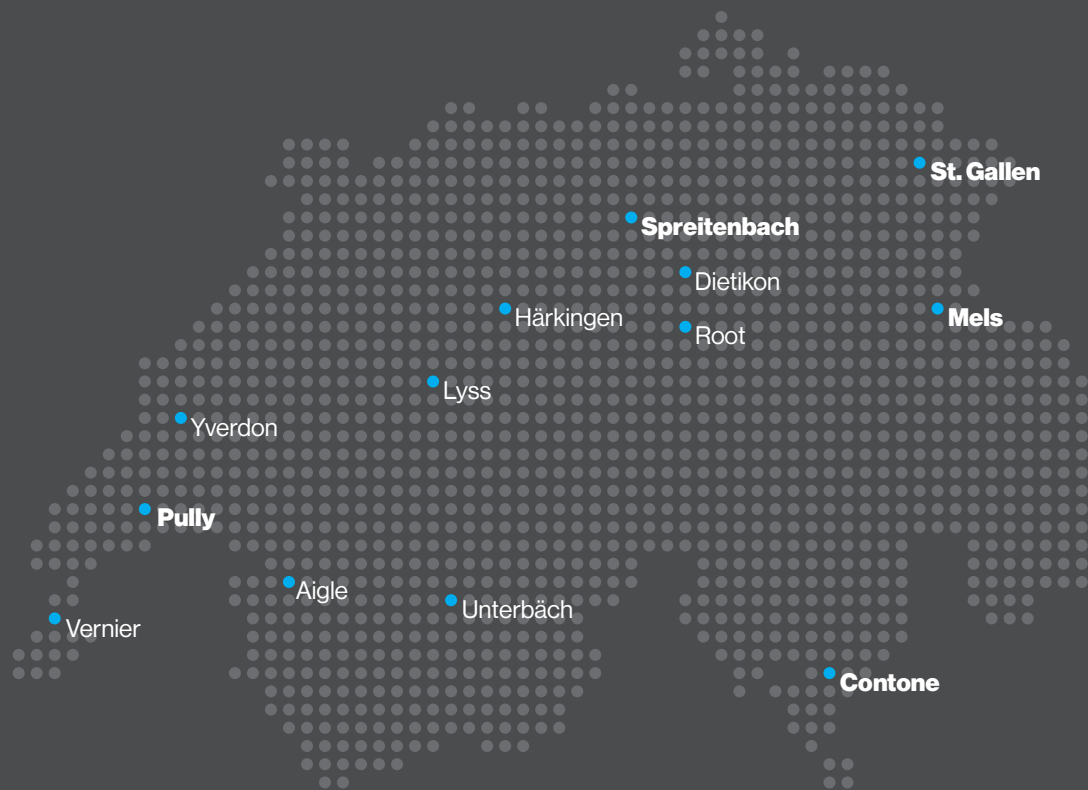 St. Gallen
Spreitenbach
Dietikon
Härkingen
Mels
Root
Lyss
Yverdon
Pully
Aigle
Unterbäch
Vernier
Contone